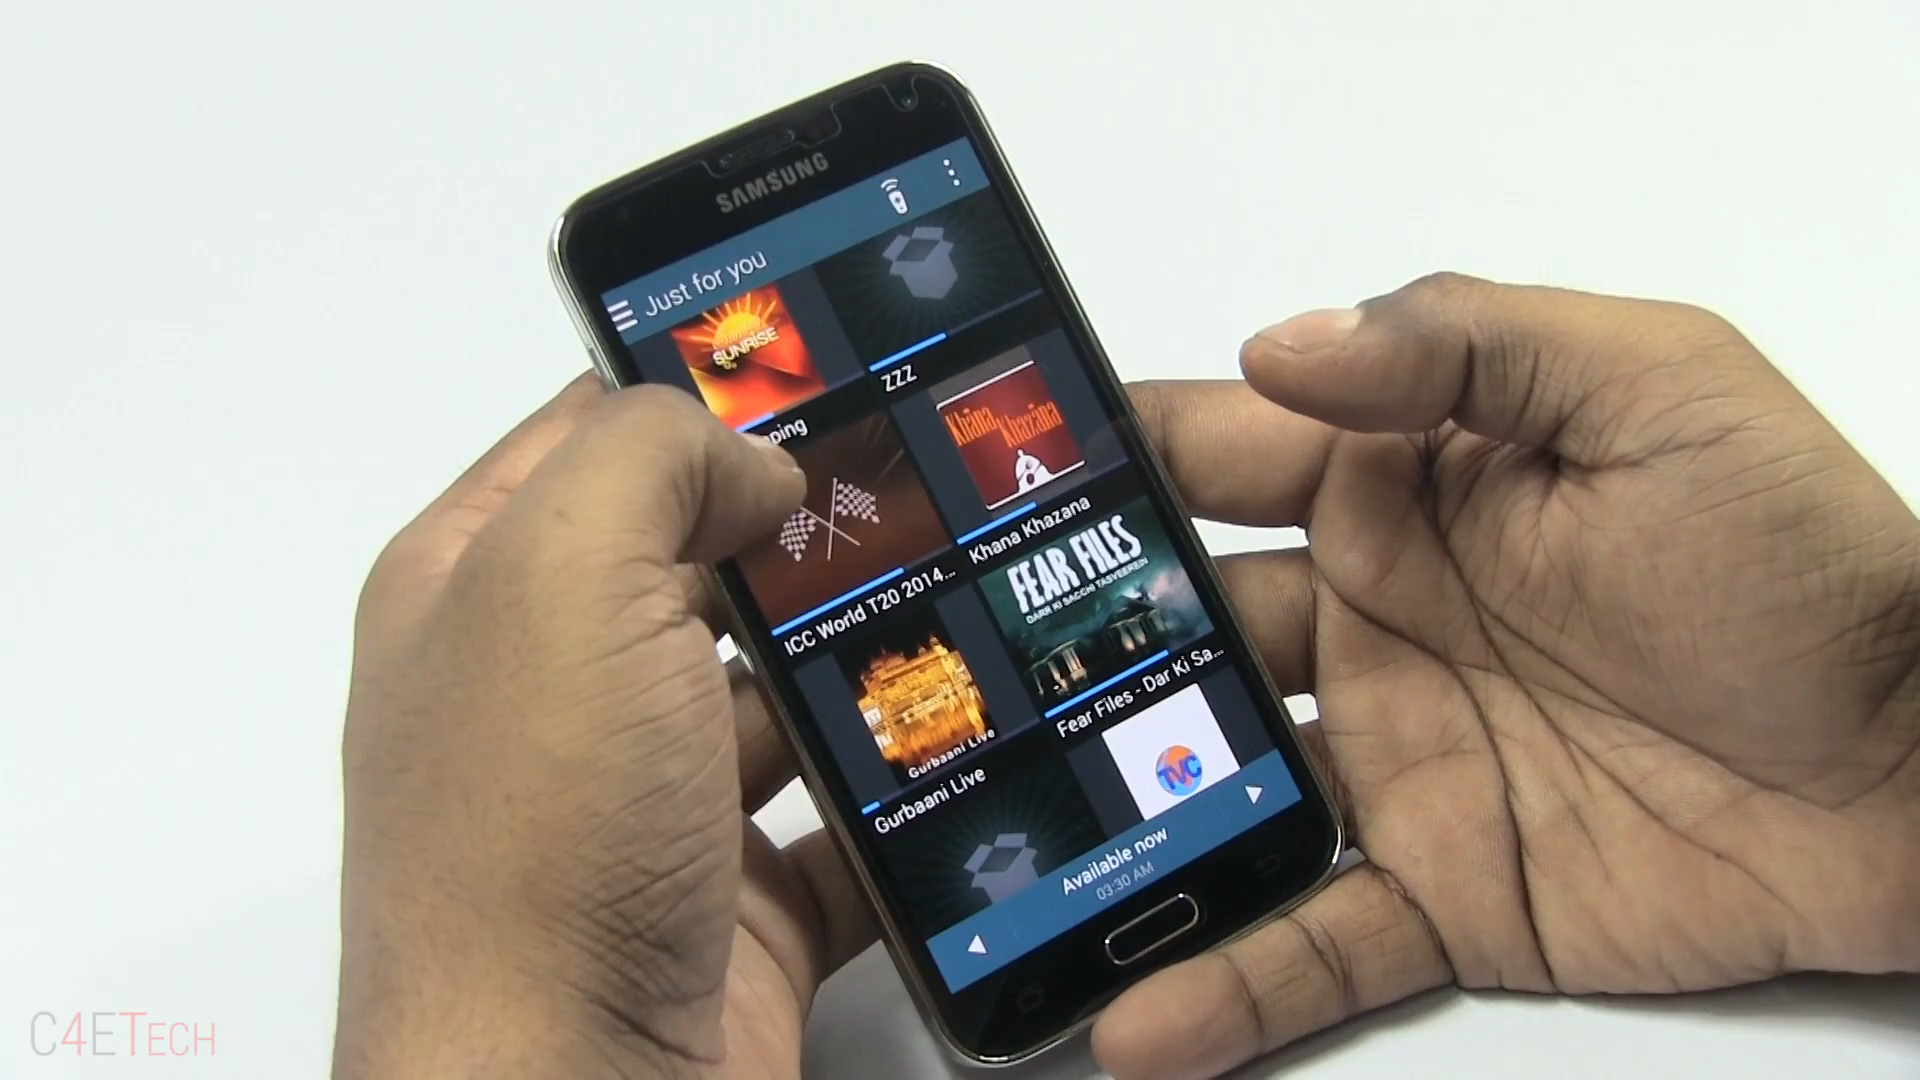 SAMSUNG
Just for you
SUNRISE
ZZZ
Khana
Khazana
Khana Khazana
ICC World T20 2014...
FEAR FILES
DARR KI SACCHI TASVEEREIN
Fear Files - Dar Ki Sa...
Gurbaani Live
Gurbaani Live
TVC
Available now
03:30 AM
C4ETECH